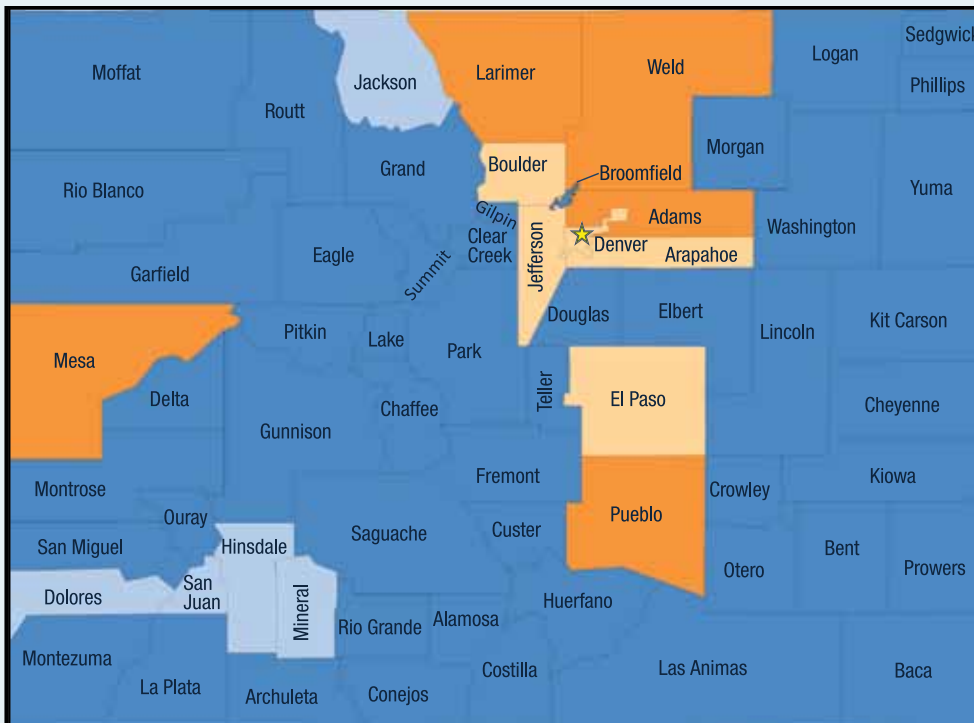 Sedgwick
Logan
Moffat
Larimer
Weld
Jackson
Phillips
Routt
Morgan
Grand
Boulder
Broomfield
Rio Blanco
Yuma
Gilpin
Adams
Washington
Clear
Creek
Denver
Eagle
Jefferson
Arapahoe
Summit
Garfield
Douglas
Elbert
Kit Carson
Pitkin
Lake
Lincoln
Park
Mesa
Teller
El Paso
Delta
Chaffee
Cheyenne
Gunnison
Fremont
Kiowa
Montrose
Crowley
Pueblo
Ouray
Custer
Saguache
San Miguel
Hinsdale
Bent
Prowers
Otero
San
Juan
Dolores
Mineral
Huerfano
Alamosa
Rio Grande
Montezuma
Costilla
Las Animas
Baca
La Plata
Archuleta
Conejos